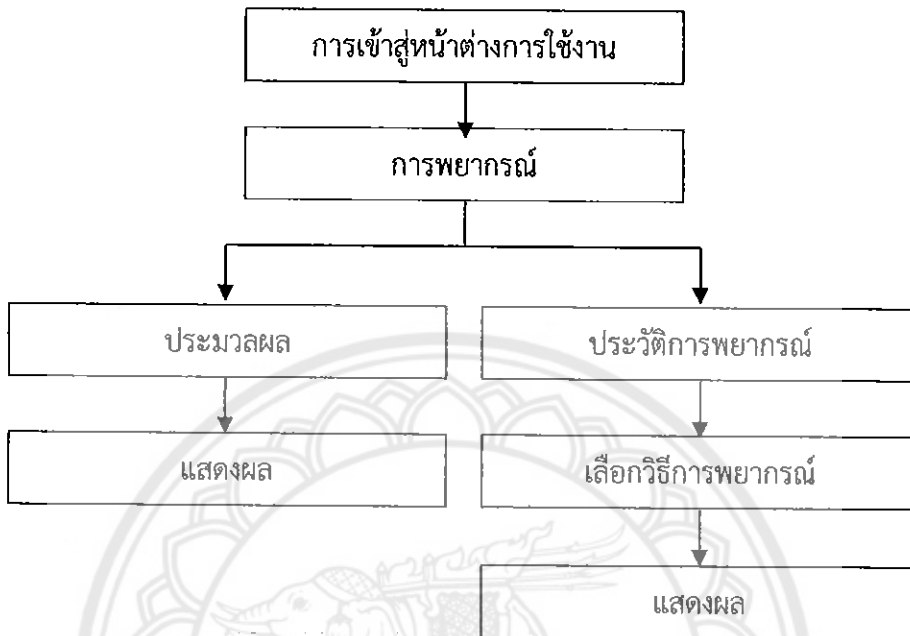 การเข้าสู่หน้าต่างการใช้งาน
การพยากรณ์
ประมวลผล
ประวัติการพยากรณ์
แสดงผล
เลือกวิธีการพยากรณ์
แสดงผล